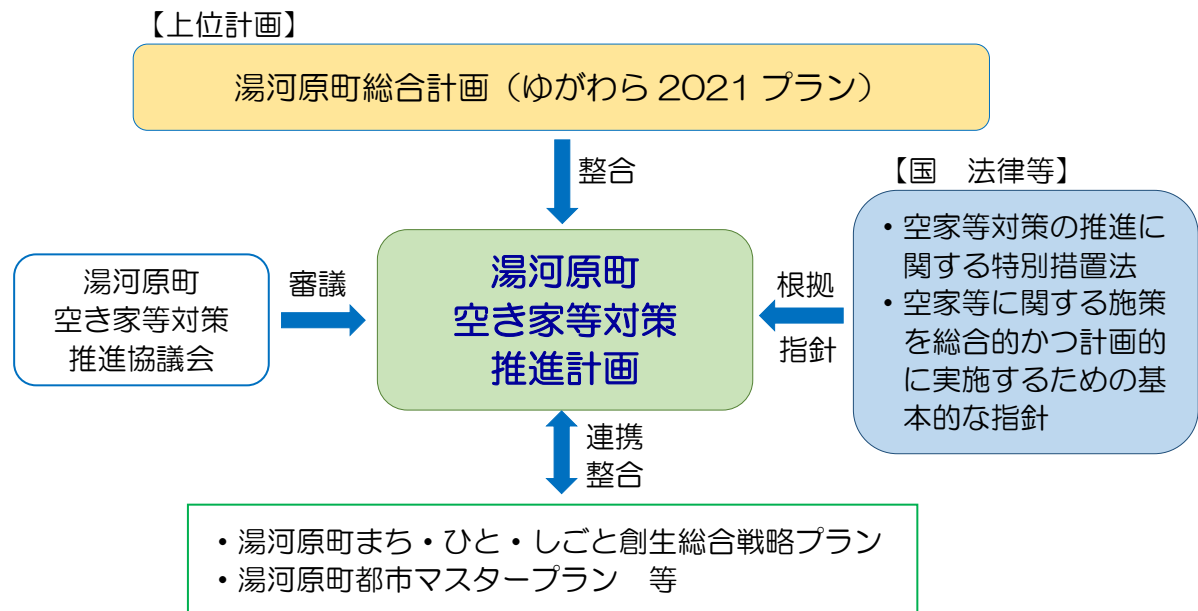 【上位計画】
湯河原町総合計画（ゆがわら 2021 プラン）
整合
【国　法律等】
・空家等対策の推進に
関する特別措置法
・空家等に関する施策
を総合的かつ計画的
に実施するための基
本的な指針
根拠
指針
湯河原町
空き家等対策
推進計画
審議
湯河原町
空き家等対策
推進協議会
連携
整合
・湯河原町まち・ひと・しごと創生総合戦略プラン
・湯河原町都市マスタープラン　等